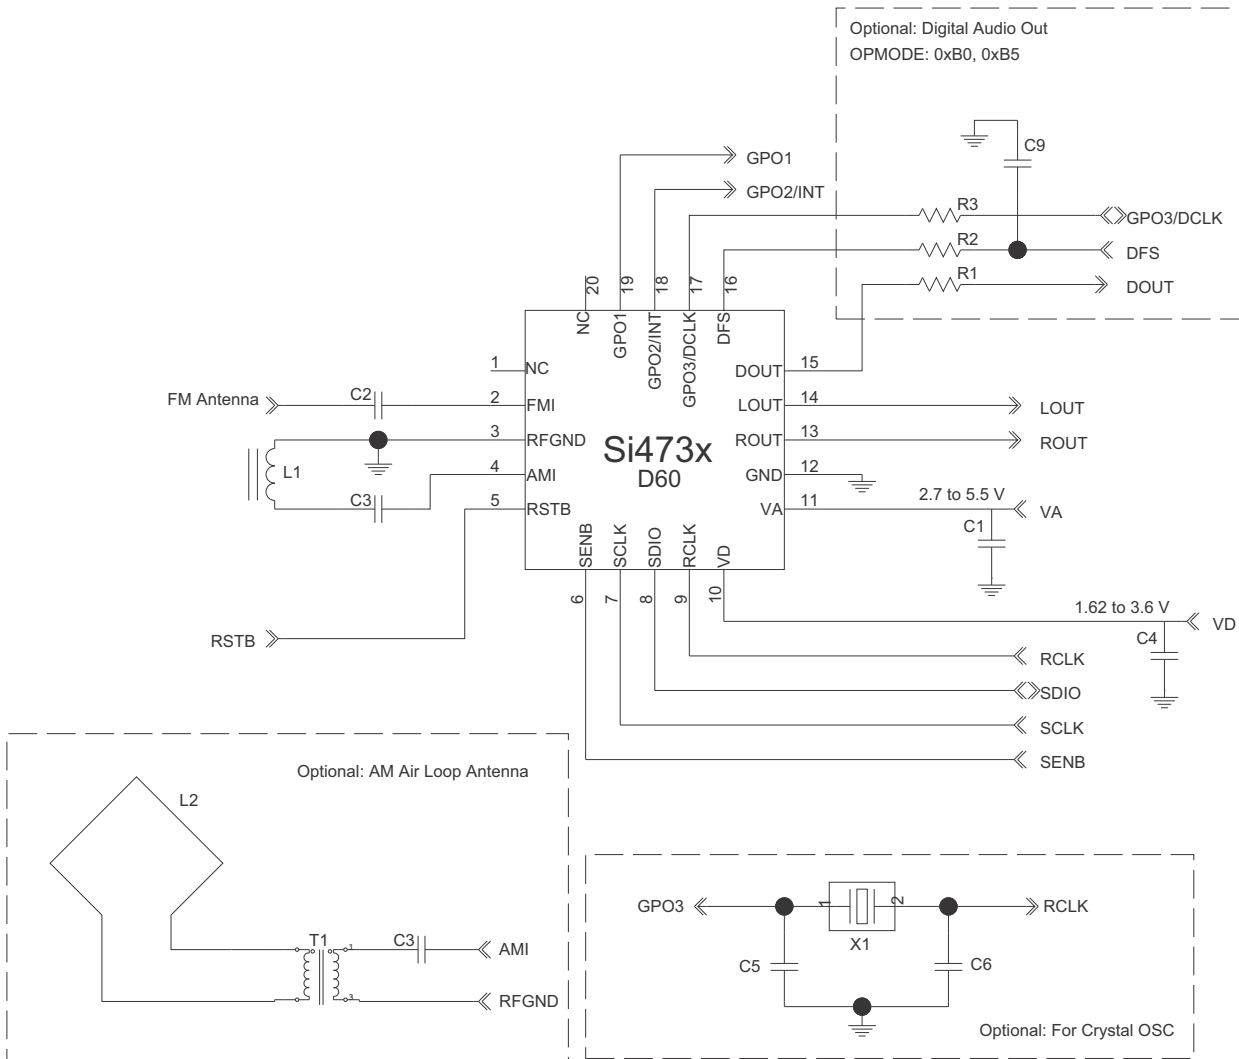 Optional: Digital Audio Out
OPMODE: 0xB0, 0xB5
C9
GPO1
GPO2/INT
R3
GPO3/DCLK
R2
DFS
R1
DOUT
20
19
18
17
16
NC
GPO1
GPO2/INT
GPO3/DCLK
DFS
1
NC
DOUT
15
FM Antenna
C2
2
FMI
LOUT
14
LOUT
3
RFGND
Si473x
D60
ROUT
13
ROUT
L1
4
AMI
GND
12
C3
5
RSTB
VA
11
2.7 to 5.5 V
VA
C1
SENB
SCLK
SDIO
RCLK
VD
6
7
8
9
10
1.62 to 3.6 V
VD
C4
RSTB
RCLK
SDIO
SCLK
SENB
Optional: AM Air Loop Antenna
L2
T1
1
C3
AMI
3
RFGND
GPO3
1
2
RCLK
X1
C5
C6
Optional: For Crystal OSC